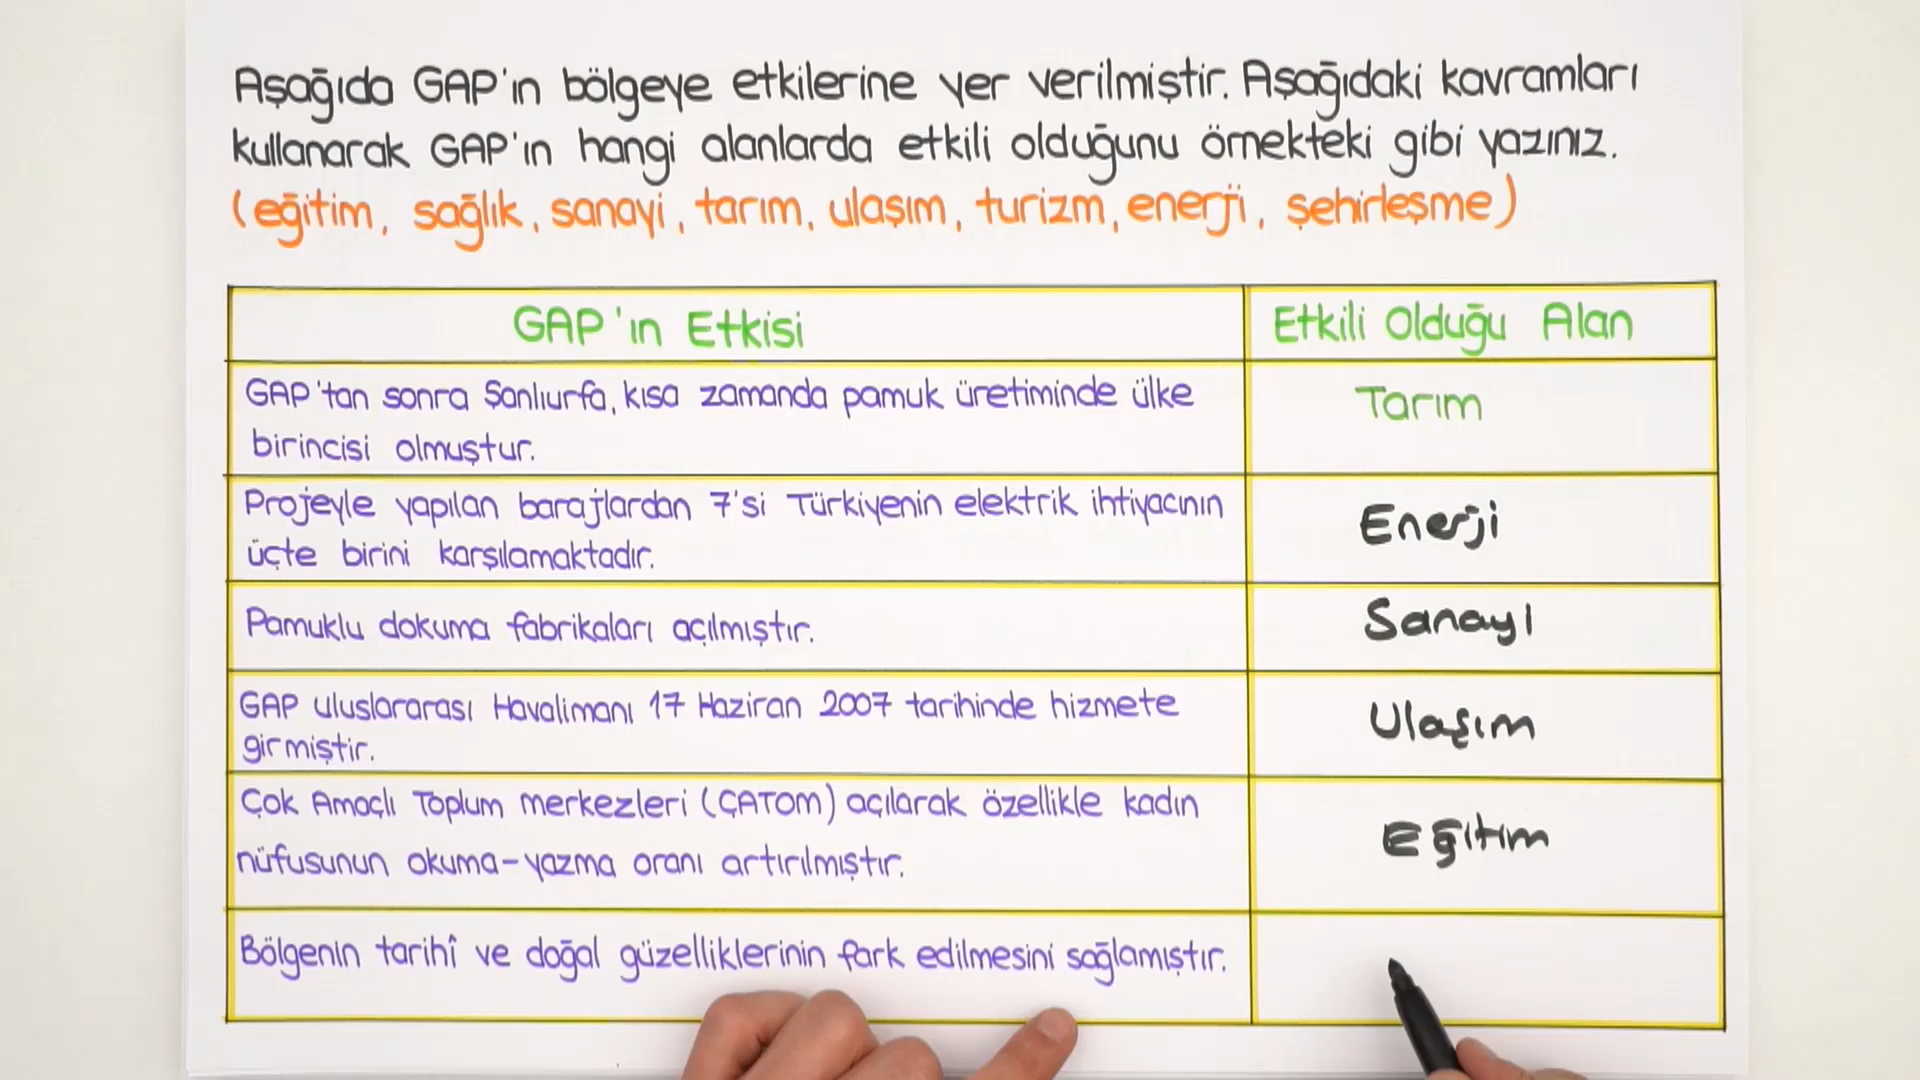 Aşağıda GAP'ın bölgeye etkilerine yer verilmiştir. Aşağıdaki kavramları
kullanarak GAP'ın hangi alanlarda etkili olduğunu örnekteki gibi yazınız.
(eğitim, sağlık, sanayi, tarım, ulaşım, turizm, enerji, şehirleşme)
GAP'ın Etkisi
Etkili Olduğu Alan
GAP'tan sonra Şanlıurfa, kısa zamanda pamuk üretiminde ülke
birincisi olmuştur.
Tarım
Projeyle yapılan barajlardan 7'si Türkiyenin elektrik ihtiyacının
üçte birini karşılamaktadır.
Enerji
Pamuklu dokuma fabrikaları açılmıştır.
Sanayi
GAP uluslararası Havalimanı 17 Haziran 2007 tarihinde hizmete
girmiştir.
Ulaşım
Çok Amaçlı Toplum merkezleri (ÇATOM) açılarak özellikle kadın
nüfusunun okuma-yazma oranı artırılmıştır.
Eğitim
Bölgenin tarihî ve doğal güzelliklerinin fark edilmesini sağlamıştır.